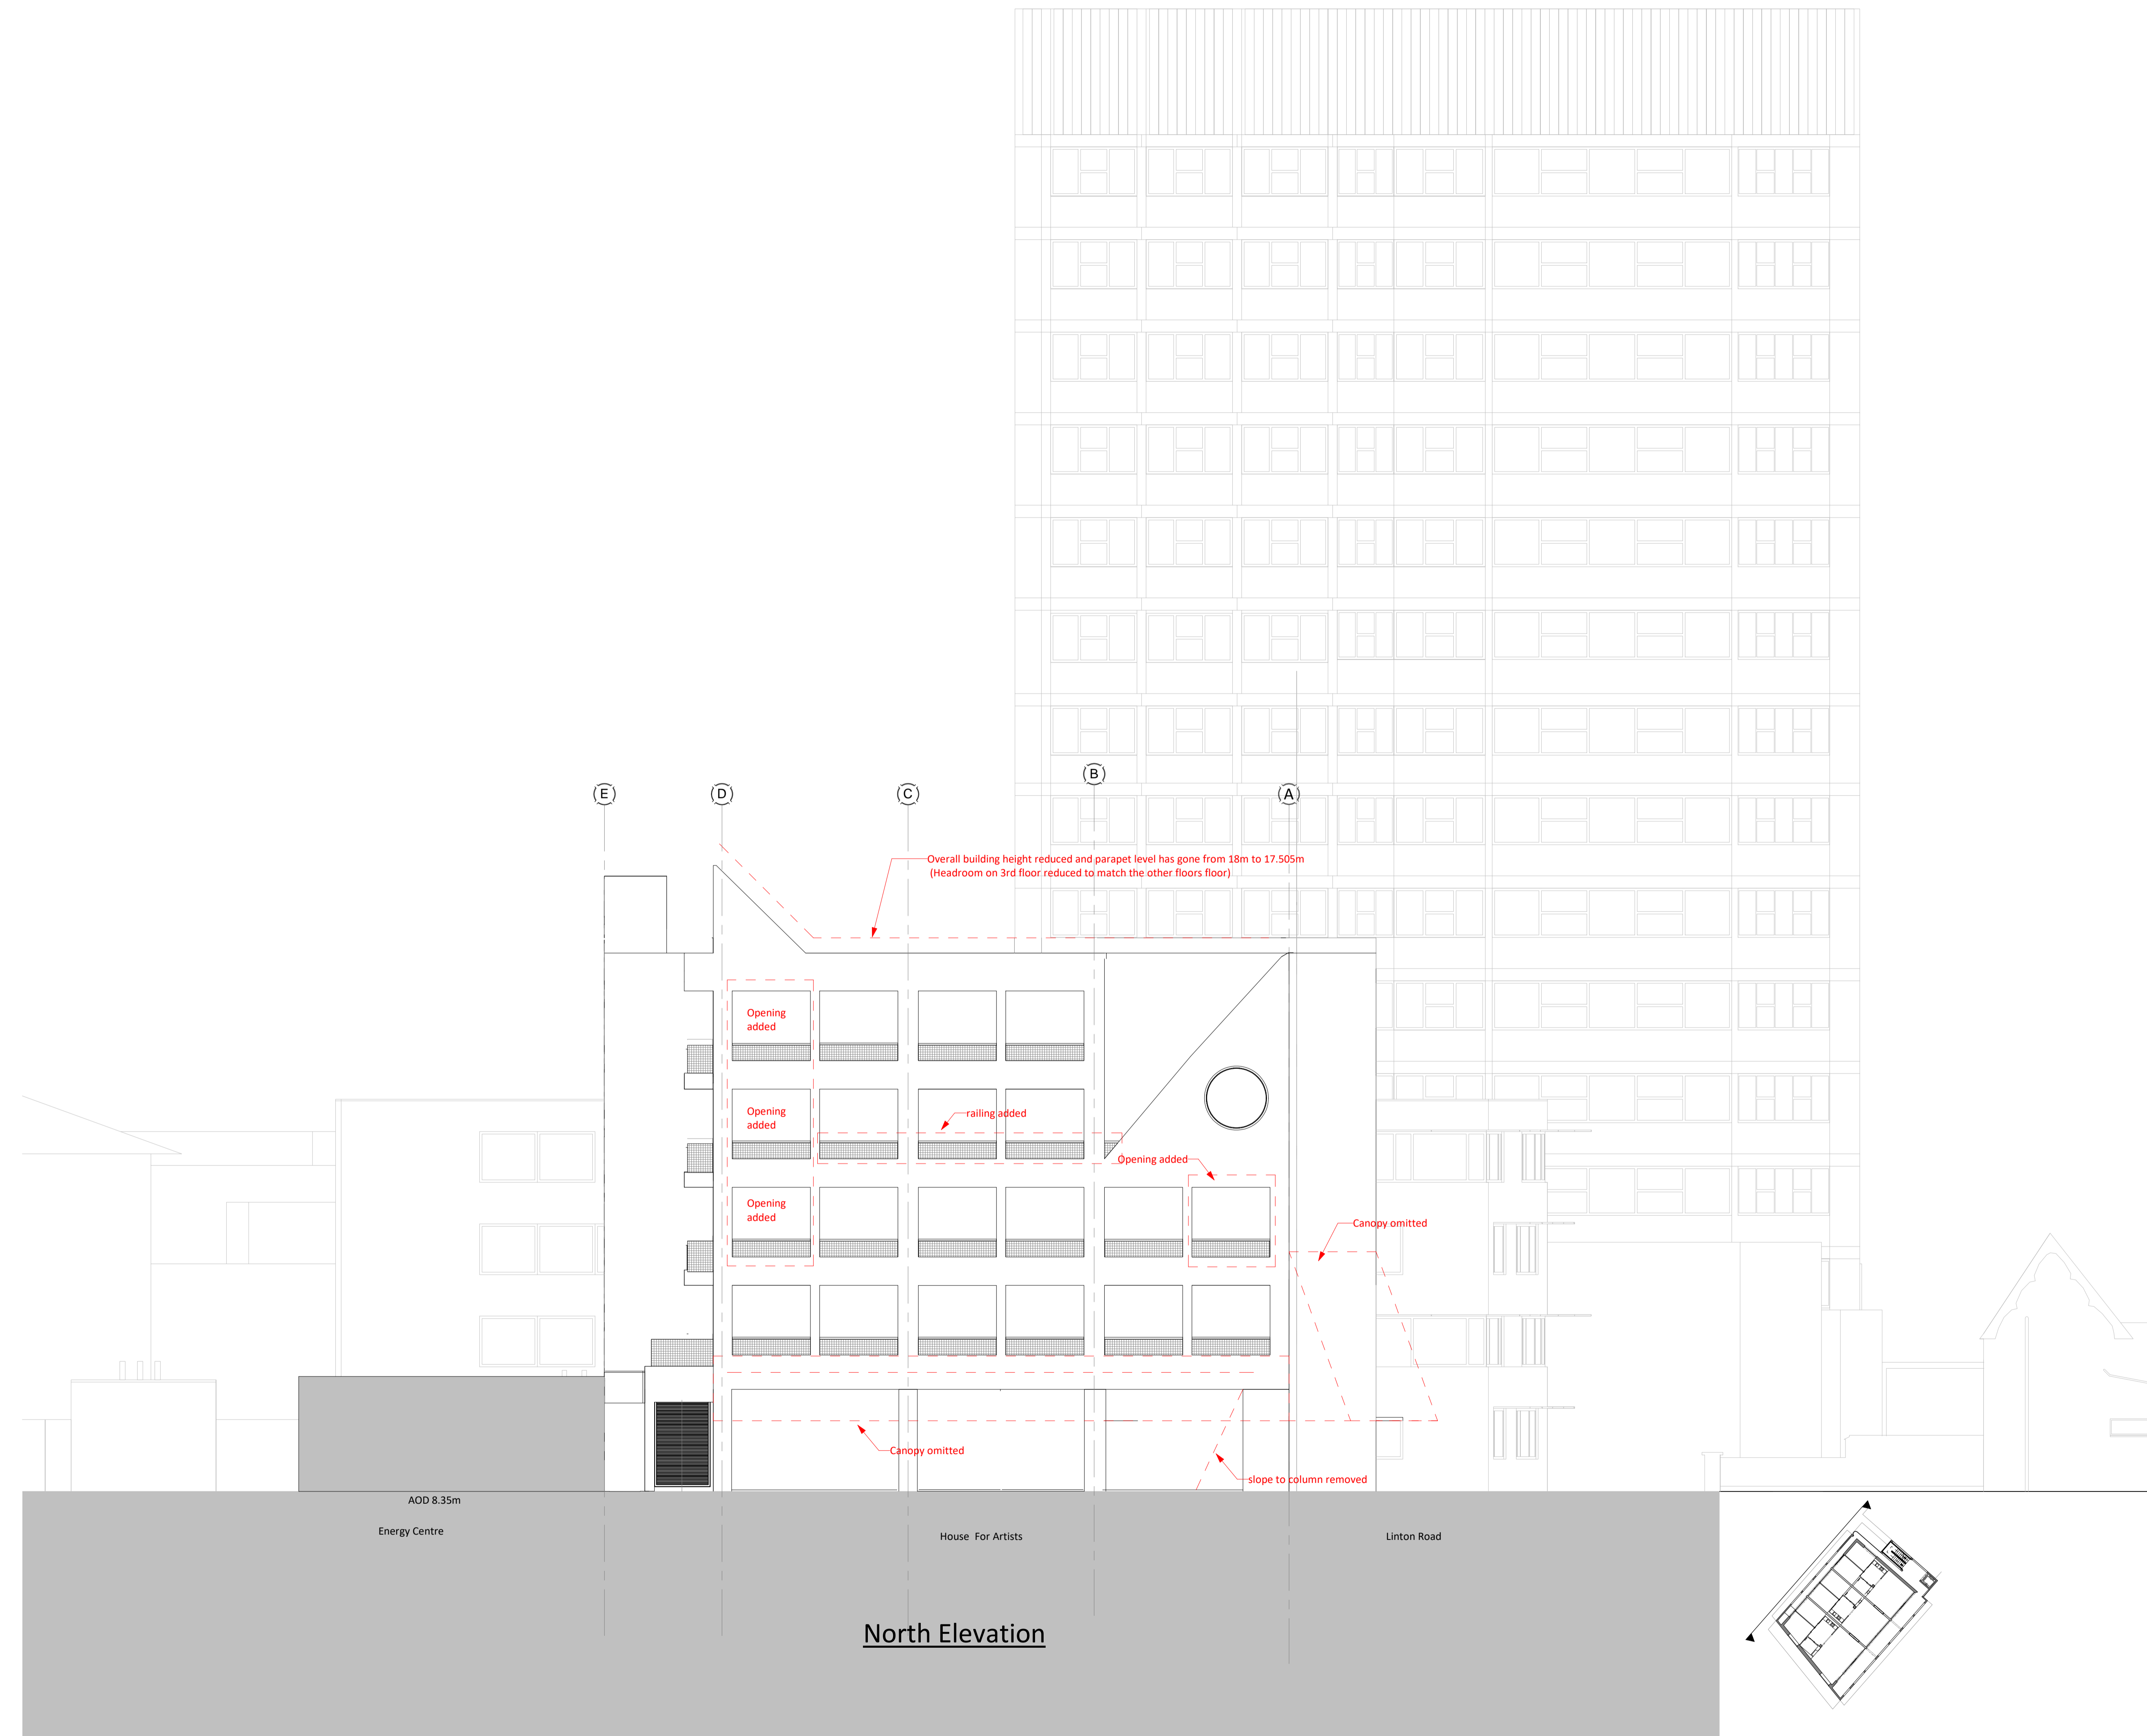 E
D
C
B
A
Overall building height reduced and parapet level has gone from 18m to 17.505m
(Headroom on 3rd floor reduced to match the other floors floor)
Opening
added
Opening
added
railing added
Opening added
Opening
added
Canopy omitted
Canopy omitted
slope to column removed
AOD 8.35m
Energy Centre
House For Artists
Linton Road
North Elevation